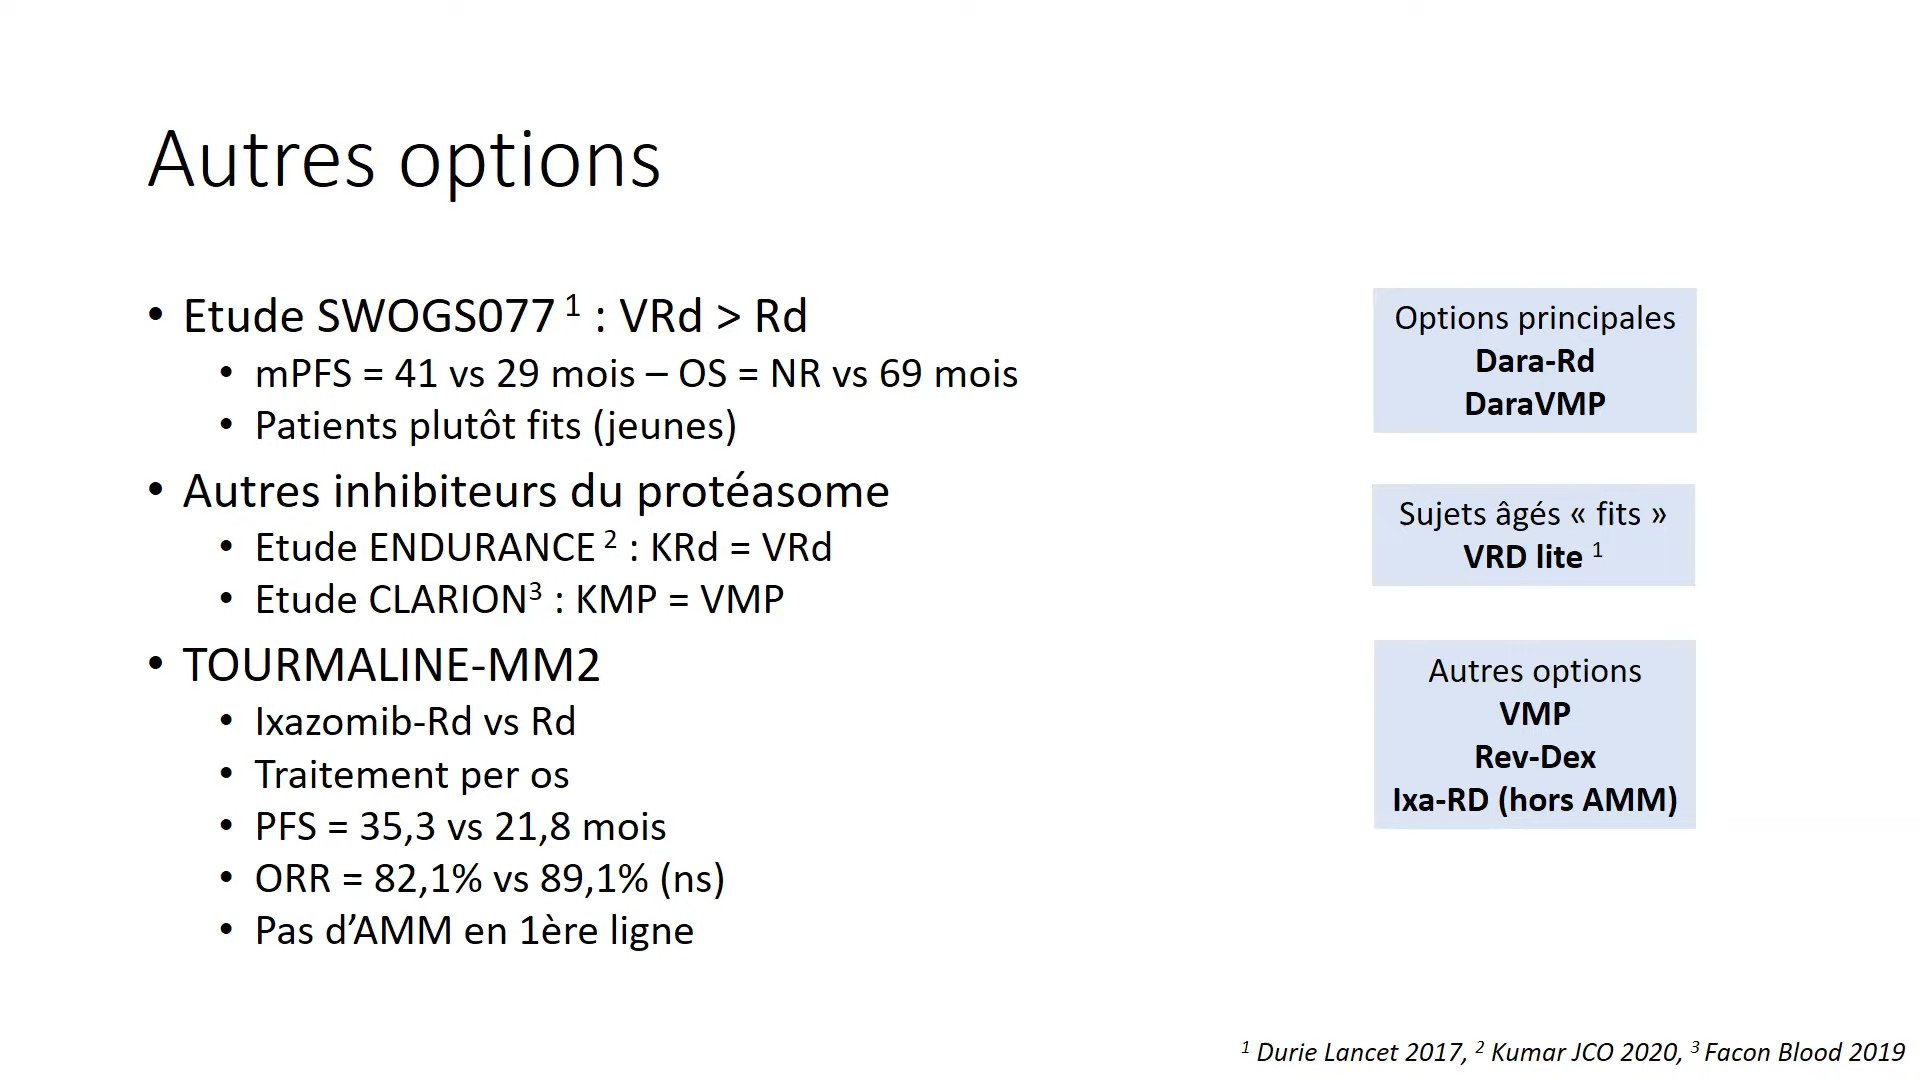 Autres options
• Etude SWOGS077 ¹ : VRd > Rd
• mPFS = 41 vs 29 mois – OS = NR vs 69 mois
• Patients plutôt fits (jeunes)
• Autres inhibiteurs du protéasome
• Etude ENDURANCE ² : KRd = VRd
• Etude CLARION³ : KMP = VMP
• TOURMALINE-MM2
• Ixazomib-Rd vs Rd
• Traitement per os
• PFS = 35,3 vs 21,8 mois
• ORR = 82,1% vs 89,1% (ns)
• Pas d’AMM en 1ère ligne
Options principales
Dara-Rd
DaraVMP
Sujets âgés « fits »
VRD lite ¹
Autres options
VMP
Rev-Dex
Ixa-RD (hors AMM)
¹ Durie Lancet 2017, ² Kumar JCO 2020, ³ Facon Blood 2019